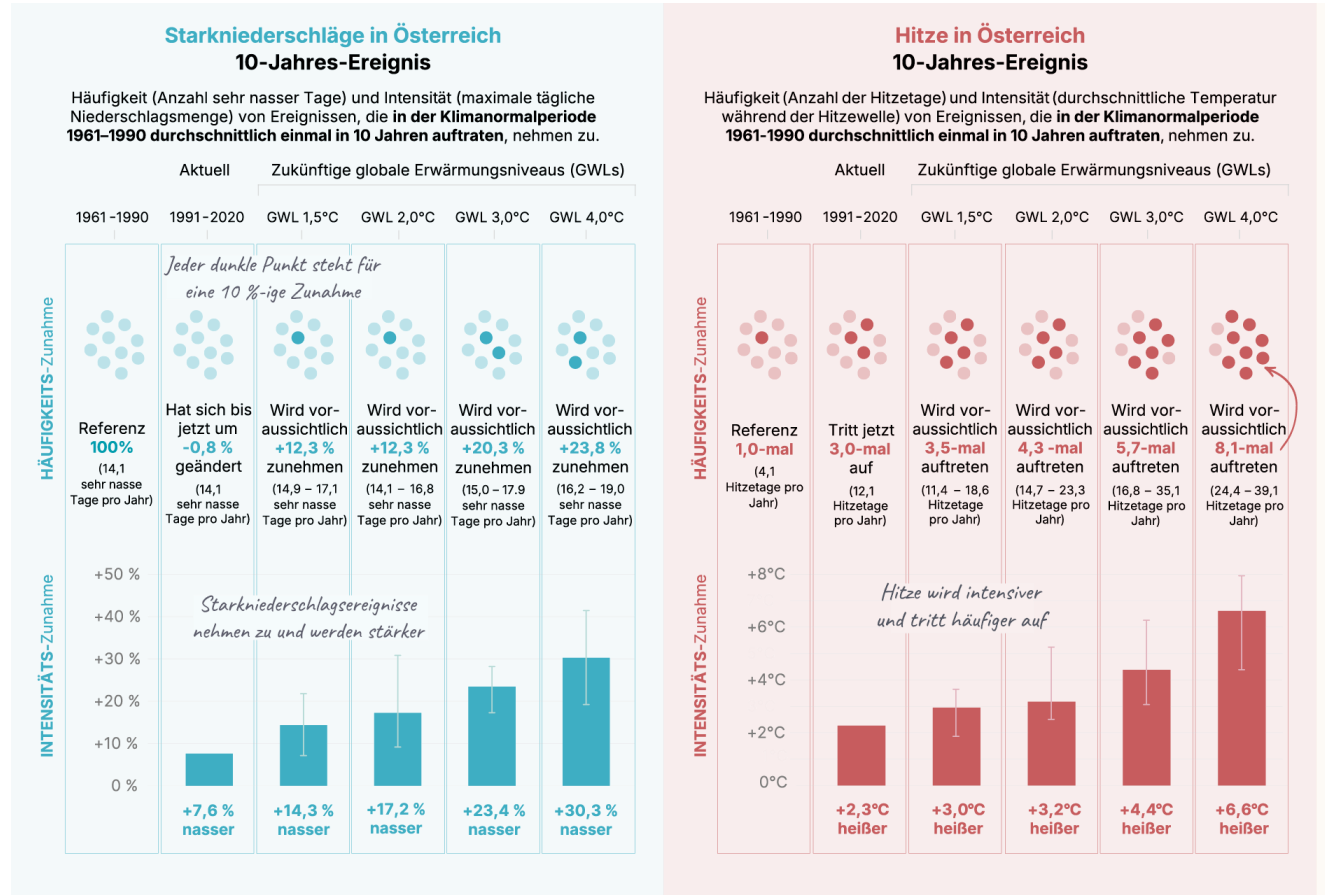 Starkniederschläge in Österreich
10-Jahres-Ereignis
Häufigkeit (Anzahl sehr nasser Tage) und Intensität (maximale tägliche
Niederschlagsmenge) von Ereignissen, die in der Klimanormalperiode
1961–1990 durchschnittlich einmal in 10 Jahren auftraten, nehmen zu.
Aktuell
Zukünftige globale Erwärmungsniveaus (GWLs)
1961-1990
1991-2020
GWL 1,5°C
GWL 2,0°C
GWL 3,0°C
GWL 4,0°C
HÄUFIGKEITS-Zunahme
Jeder dunkle Punkt steht für
eine 10 %-ige Zunahme
Referenz
100%
(14,1
sehr nasse
Tage pro Jahr)
Hat sich bis
jetzt um
-0,8 %
geändert
(14,1
sehr nasse
Tage pro Jahr)
Wird vor-
aussichtlich
+12,3 %
zunehmen
(14,9 – 17,1
sehr nasse
Tage pro Jahr)
Wird vor-
aussichtlich
+12,3 %
zunehmen
(14,1 – 16,8
sehr nasse
Tage pro Jahr)
Wird vor-
aussichtlich
+20,3 %
zunehmen
(15,0 – 17.9
sehr nasse
Tage pro Jahr)
Wird vor-
aussichtlich
+23,8 %
zunehmen
(16,2 – 19,0
sehr nasse
Tage pro Jahr)
INTENSITÄTS-Zunahme
+50 %
+40 %
+30 %
+20 %
+10 %
0 %
Starkniederschlagsereignisse
nehmen zu und werden stärker
+7,6 %
nasser
+14,3 %
nasser
+17,2 %
nasser
+23,4 %
nasser
+30,3 %
nasser
Hitze in Österreich
10-Jahres-Ereignis
Häufigkeit (Anzahl der Hitzetage) und Intensität (durchschnittliche Temperatur
während der Hitzewelle) von Ereignissen, die in der Klimanormalperiode
1961-1990 durchschnittlich einmal in 10 Jahren auftraten, nehmen zu.
Aktuell
Zukünftige globale Erwärmungsniveaus (GWLs)
1961-1990
1991-2020
GWL 1,5°C
GWL 2,0°C
GWL 3,0°C
GWL 4,0°C
HÄUFIGKEITS-Zunahme
Referenz
1,0-mal
(4,1
Hitzetage pro
Jahr)
Tritt jetzt
3,0-mal
auf
(12,1
Hitzetage
pro Jahr)
Wird vor-
aussichtlich
3,5-mal
auftreten
(11,4 – 18,6
Hitzetage
pro Jahr)
Wird vor-
aussichtlich
4,3 -mal
auftreten
(14,7 – 23,3
Hitzetage
pro Jahr)
Wird vor-
aussichtlich
5,7-mal
auftreten
(16,8 – 35,1
Hitzetage pro
Jahr)
Wird vor-
aussichtlich
8,1-mal
auftreten
(24,4 – 39,1
Hitzetage pro
Jahr)
INTENSITÄTS-Zunahme
+8°C
+6°C
+4°C
+2°C
0°C
Hitze wird intensiver
und tritt häufiger auf
+2,3°C
heißer
+3,0°C
heißer
+3,2°C
heißer
+4,4°C
heißer
+6,6°C
heißer